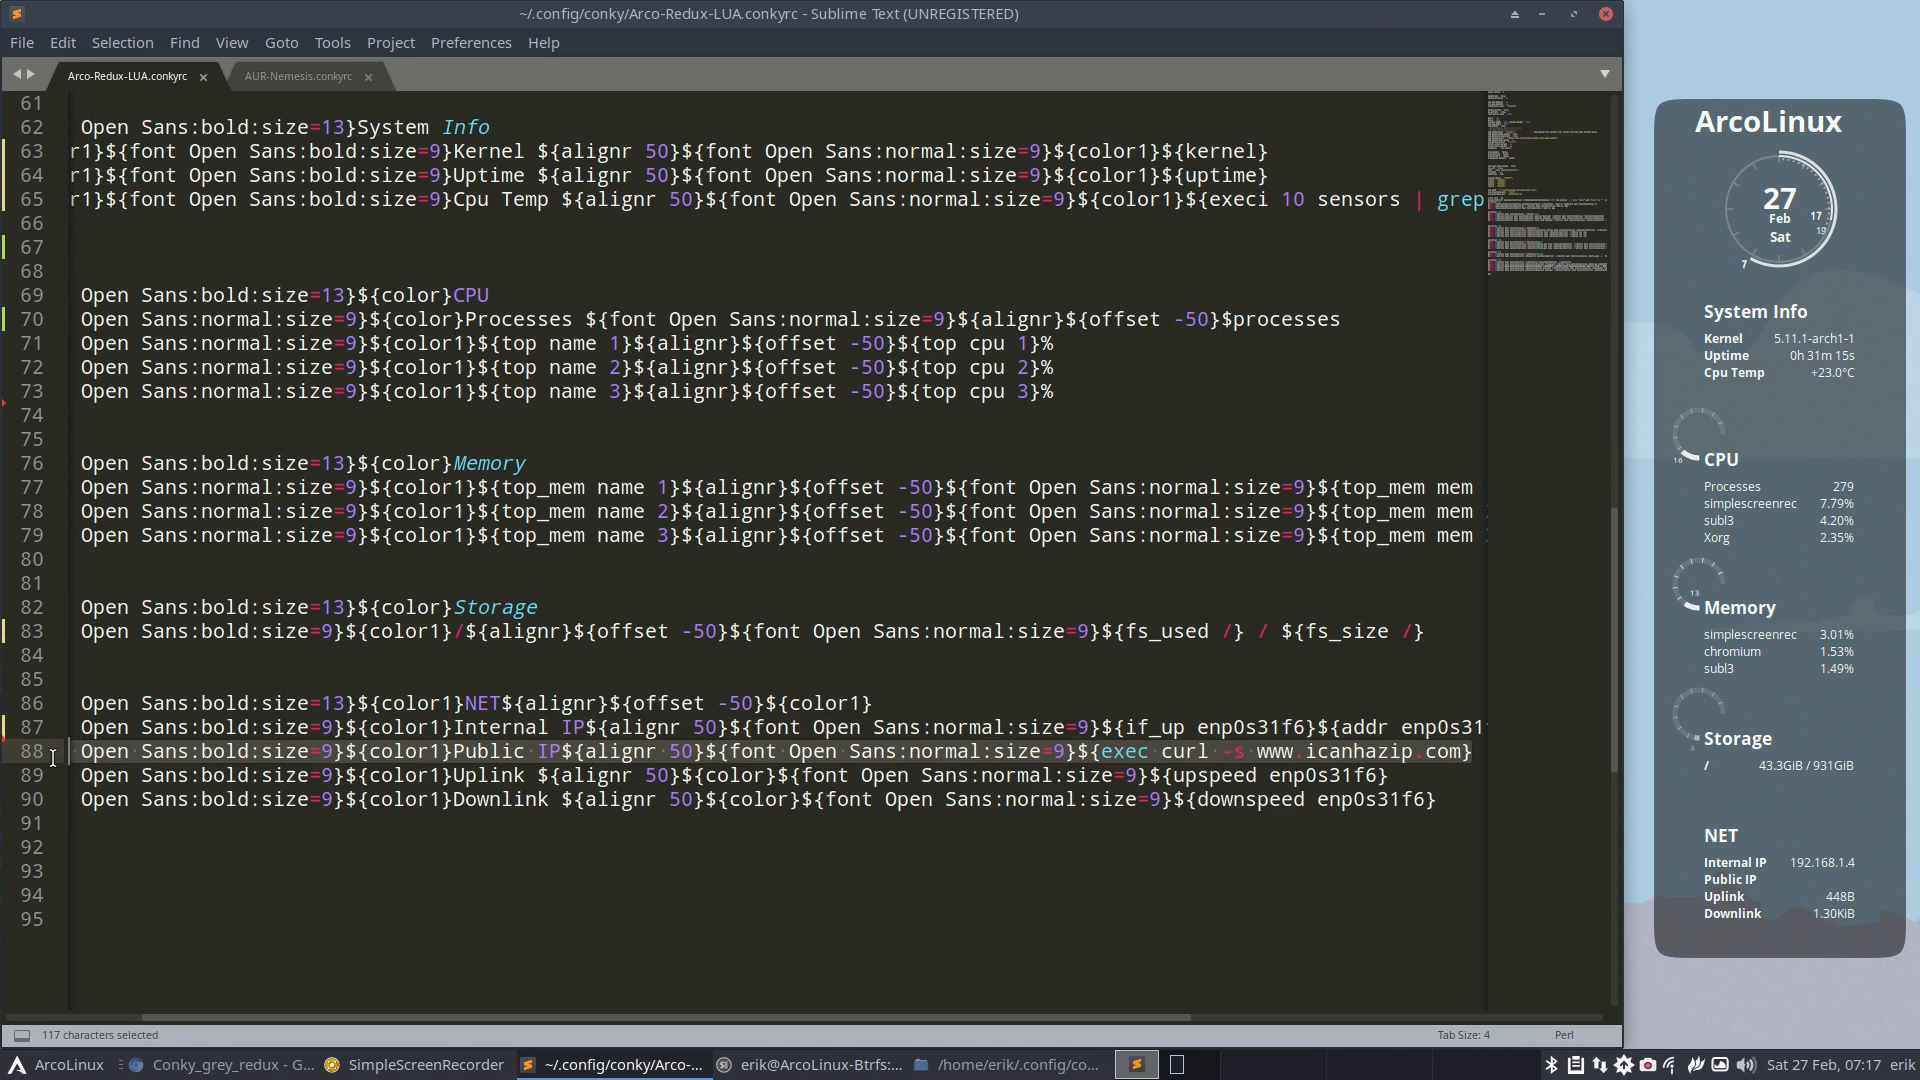 ~/.config/conky/Arco-Redux-LUA.conkyrc - Sublime Text (UNREGISTERED)
File Edit Selection Find View Goto Tools Project Preferences Help
Arco-Redux-LUA.conkyrc
AUR-Nemesis.conkyrc
61
62 Open Sans:bold:size=13}System Info
63 r1}${font Open Sans:bold:size=9}Kernel ${alignr 50}${font Open Sans:normal:size=9}${color1}${kernel}
64 r1}${font Open Sans:bold:size=9}Uptime ${alignr 50}${font Open Sans:normal:size=9}${color1}${uptime}
65 r1}${font Open Sans:bold:size=9}Cpu Temp ${alignr 50}${font Open Sans:normal:size=9}${color1}${execi 10 sensors | grep
66
67
68
69 Open Sans:bold:size=13}${color}CPU
70 Open Sans:normal:size=9}${color}Processes ${font Open Sans:normal:size=9}${alignr}${offset -50}$processes
71 Open Sans:normal:size=9}${color1}${top name 1}${alignr}${offset -50}${top cpu 1}%
72 Open Sans:normal:size=9}${color1}${top name 2}${alignr}${offset -50}${top cpu 2}%
73 Open Sans:normal:size=9}${color1}${top name 3}${alignr}${offset -50}${top cpu 3}%
74
75
76 Open Sans:bold:size=13}${color}Memory
77 Open Sans:normal:size=9}${color1}${top_mem name 1}${alignr}${offset -50}${font Open Sans:normal:size=9}${top_mem mem
78 Open Sans:normal:size=9}${color1}${top_mem name 2}${alignr}${offset -50}${font Open Sans:normal:size=9}${top_mem mem
79 Open Sans:normal:size=9}${color1}${top_mem name 3}${alignr}${offset -50}${font Open Sans:normal:size=9}${top_mem mem
80
81
82 Open Sans:bold:size=13}${color}Storage
83 Open Sans:bold:size=9}${color1}/${alignr}${offset -50}${font Open Sans:normal:size=9}${fs_used /} / ${fs_size /}
84
85
86 Open Sans:bold:size=13}${color1}NET${alignr}${offset -50}${color1}
87 Open Sans:bold:size=9}${color1}Internal IP${alignr 50}${font Open Sans:normal:size=9}${if_up enp0s31f6}${addr enp0s31
88 Open Sans:bold:size=9}${color1}Public IP${alignr 50}${font Open Sans:normal:size=9}${exec curl -s www.icanhazip.com}
89 Open Sans:bold:size=9}${color1}Uplink ${alignr 50}${color}${font Open Sans:normal:size=9}${upspeed enp0s31f6}
90 Open Sans:bold:size=9}${color1}Downlink ${alignr 50}${color}${font Open Sans:normal:size=9}${downspeed enp0s31f6}
91
92
93
94
95
117 characters selected
Tab Size: 4
Perl
ArcoLinux
27
Feb
Sat
17
19
7
System Info
Kernel 5.11.1-arch1-1
Uptime 0h 31m 15s
Cpu Temp +23.0°C
16
CPU
Processes 279
simplescreenrec 7.79%
subl3 4.20%
Xorg 2.35%
13
Memory
simplescreenrec 3.01%
chromium 1.53%
subl3 1.49%
4
Storage
/ 43.3GiB / 931GiB
NET
Internal IP 192.168.1.4
Public IP
Uplink 448B
Downlink 1.30KiB
ArcoLinux
Conky_grey_redux - G...
SimpleScreenRecorder
~/.config/conky/Arco-...
erik@ArcoLinux-Btrfs:...
/home/erik/.config/co...
Sat 27 Feb, 07:17
erik